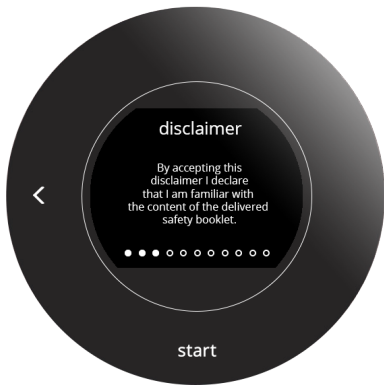 disclaimer
By accepting this
disclaimer I declare
that I am familiar with
the content of the delivered
safety booklet.
start